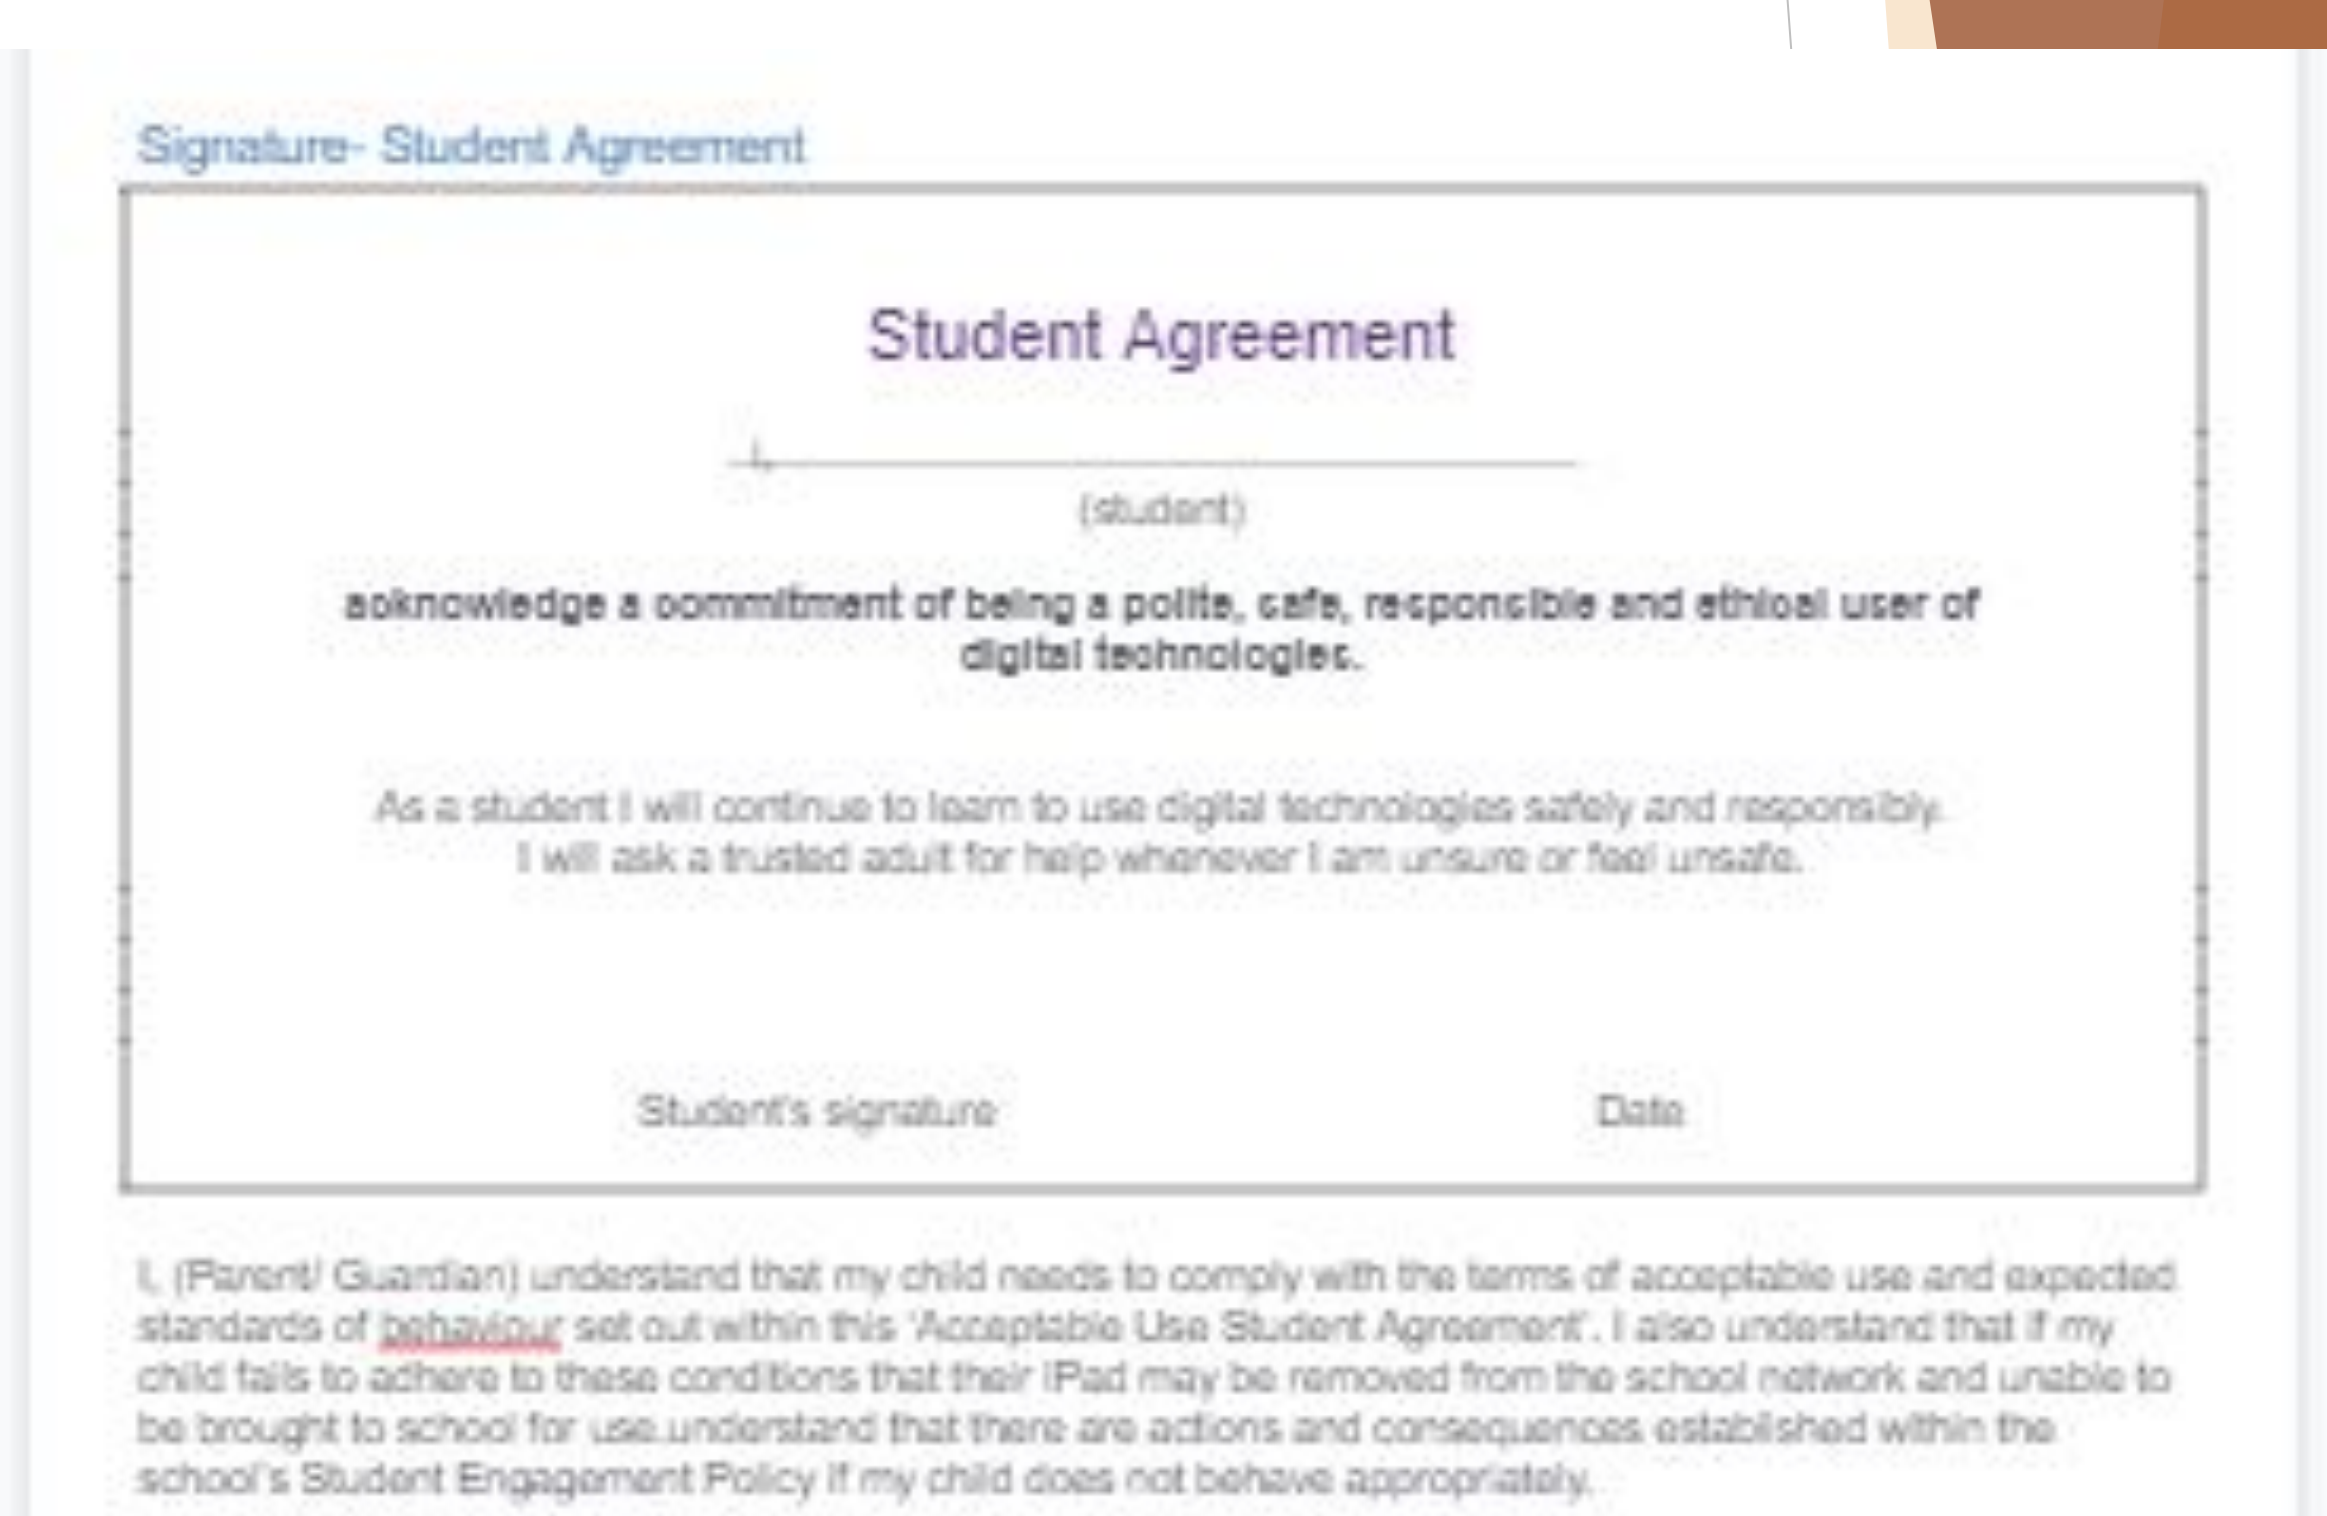 Signature- Student Agreement
Student Agreement
I,
(student)
acknowledge a commitment of being a polite, safe, responsible and ethical user of
digital technologies.
As a student I will continue to learn to use digital technologies safely and responsibly.
I will ask a trusted adult for help whenever I am unsure or feel unsafe.
Student's signature Date
I, (Parent/ Guardian) understand that my child needs to comply with the terms of acceptable use and expected
standards of behaviour set out within this 'Acceptable Use Student Agreement'. I also understand that if my
child fails to adhere to these conditions that their iPad may be removed from the school network and unable to
be brought to school for use.understand that there are actions and consequences established within the
school's Student Engagement Policy if my child does not behave appropriately.